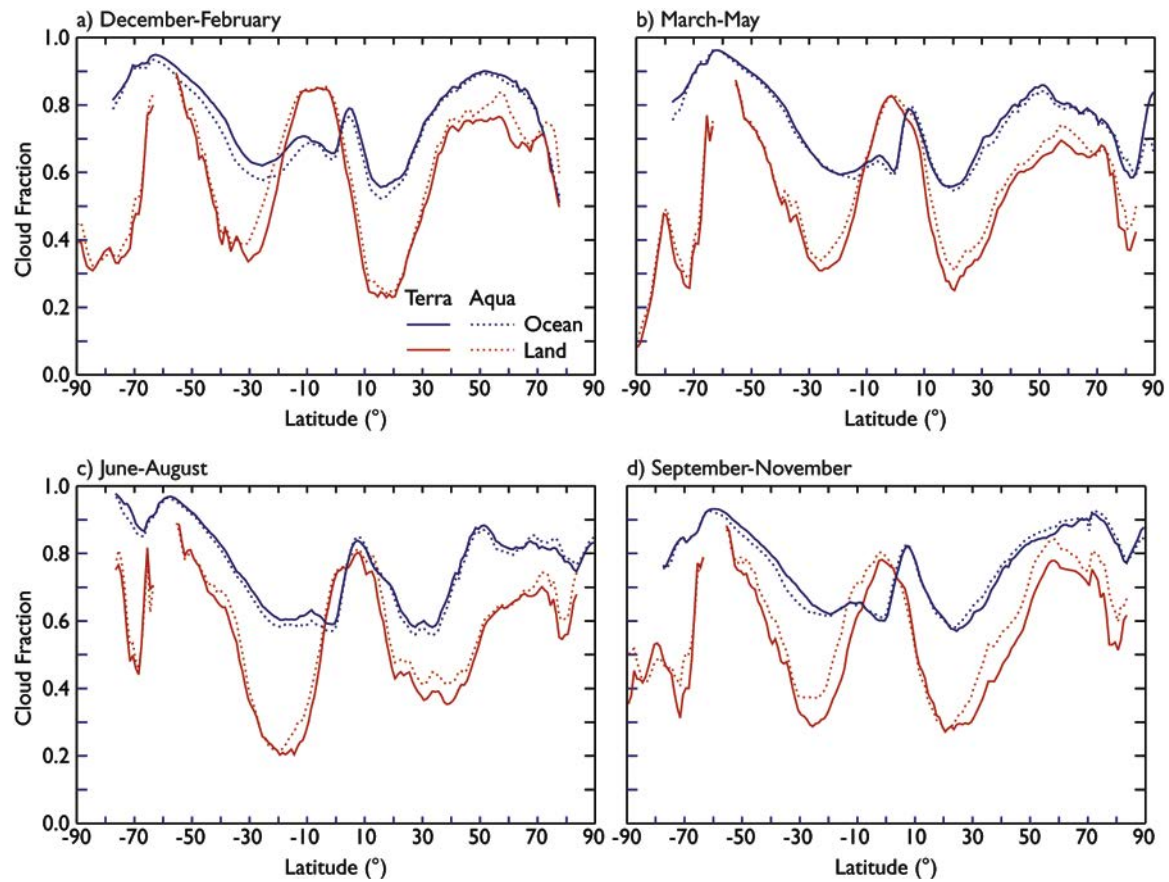 a) December-February
b) March-May
1.0
0.8
0.6
0.4
0.2
0.0
Cloud Fraction
Terra Aqua
Ocean
Land
-90 -70 -50 -30 -10 10 30 50 70 90
-90 -70 -50 -30 -10 10 30 50 70 90
Latitude (°)
Latitude (°)
c) June-August
d) September-November
1.0
0.8
0.6
0.4
0.2
0.0
Cloud Fraction
-90 -70 -50 -30 -10 10 30 50 70 90
-90 -70 -50 -30 -10 10 30 50 70 90
Latitude (°)
Latitude (°)